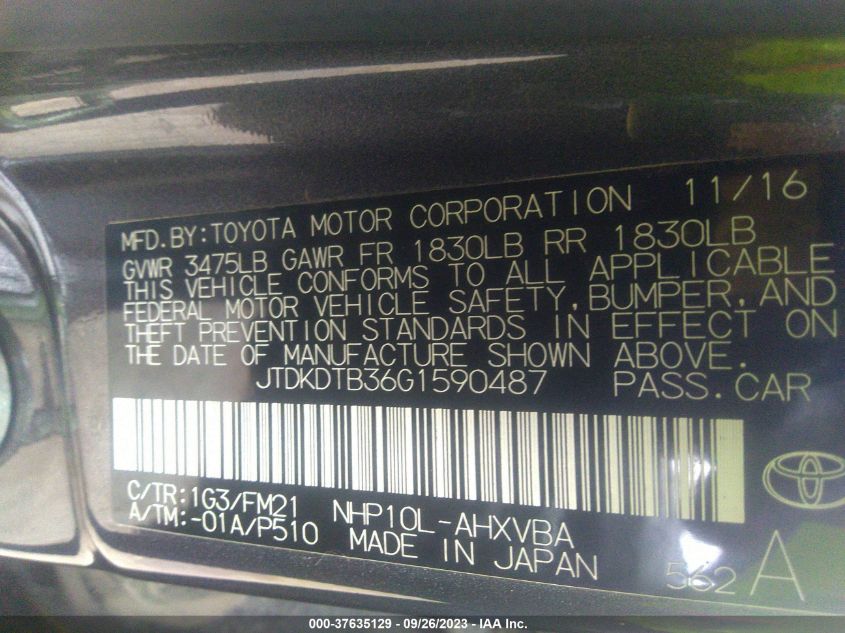 MFD.BY:TOYOTA MOTOR CORPORATION 11/16
GVWR 3475LB GAWR FR 1830LB RR 1830LB
THIS VEHICLE CONFORMS TO ALL APPLICABLE
FEDERAL MOTOR VEHICLE SAFETY,BUMPER,AND
THEFT PREVENTION STANDARDS IN EFFECT ON
THE DATE OF MANUFACTURE SHOWN ABOVE.
JTDKDTB36G1590487 PASS.CAR
C/TR:1G3/FM21 NHP10L-AHXVBA
A/TM:-01A/P510 MADE IN JAPAN
562 A
000-37635129 - 09/26/2023 - IAA Inc.